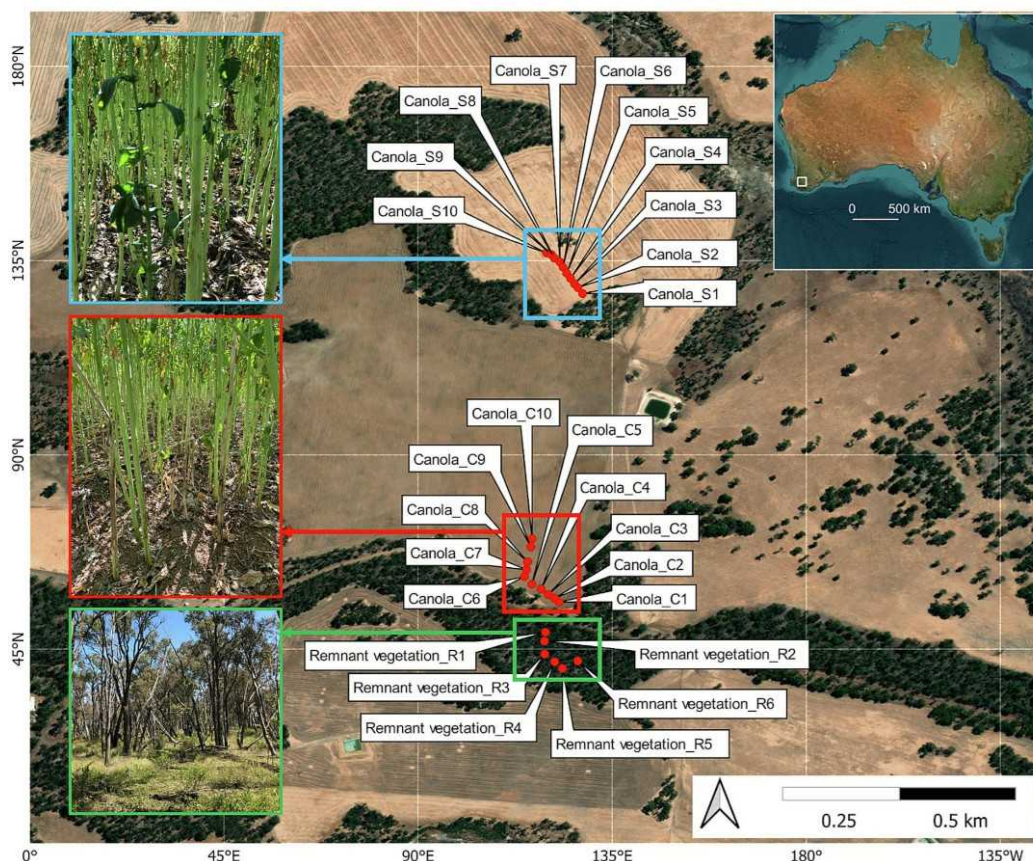 180°N
135°N
90°N
45°N
Canola_S7
Canola_S6
Canola_S8
Canola_S5
Canola_S9
Canola_S4
Canola_S10
Canola_S3
Canola_S2
Canola_S1
0 500 km
Canola_C10
Canola_C5
Canola_C9
Canola_C4
Canola_C8
Canola_C3
Canola_C7
Canola_C2
Canola_C6
Canola_C1
Remnant vegetation_R1
Remnant vegetation_R2
Remnant vegetation_R3
Remnant vegetation_R6
Remnant vegetation_R4
Remnant vegetation_R5
0.25 0.5 km
0° 45°E 90°E 135°E 180° 135°W